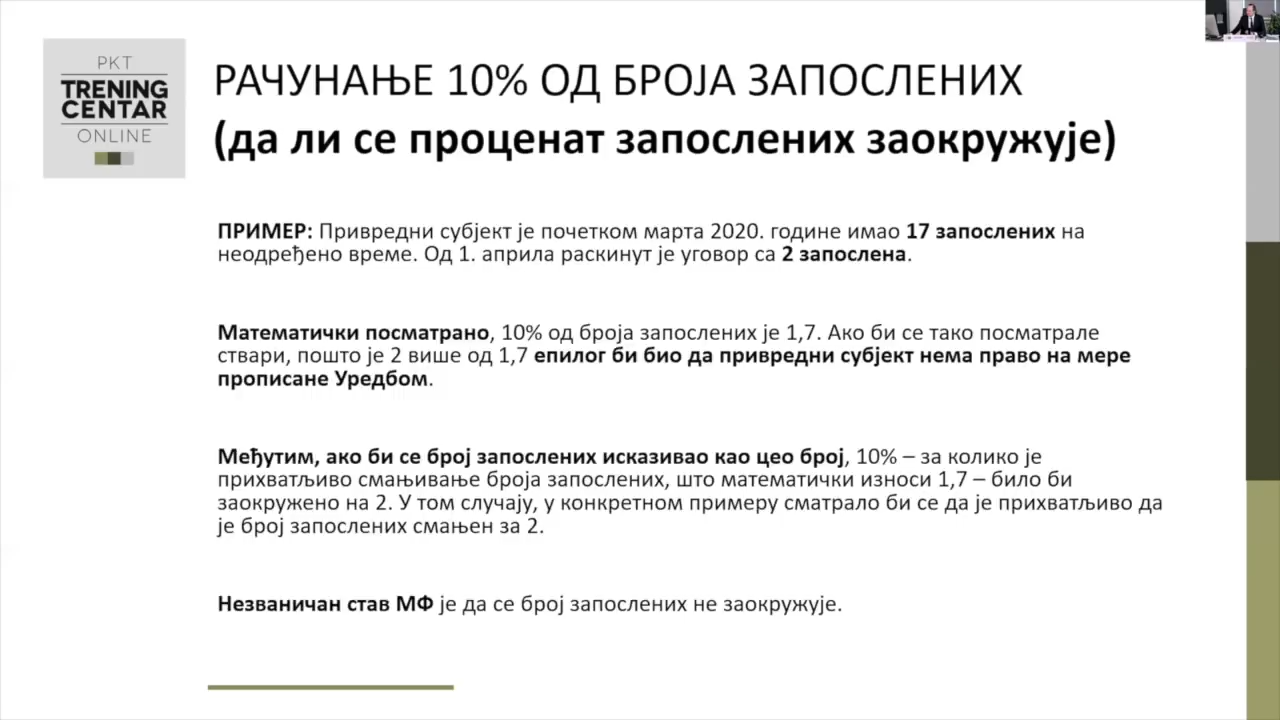 PKT
TRENING
CENTAR
ONLINE
РАЧУНАЊЕ 10% ОД БРОЈА ЗАПОСЛЕНИХ
(да ли се проценат запослених заокружује)
ПРИМЕР: Привредни субјект је почетком марта 2020. године имао 17 запослених на
неодређено време. Од 1. априла раскинут је уговор са 2 запослена.
Математички посматрано, 10% од броја запослених је 1,7. Ако би се тако посматрале
ствари, пошто је 2 више од 1,7 епилог би био да привредни субјект нема право на мере
прописане Уредбом.
Међутим, ако би се број запослених исказивао као цео број, 10% – за колико је
прихватљиво смањивање броја запослених, што математички износи 1,7 – било би
заокружено на 2. У том случају, у конкретном примеру сматрало би се да је прихватљиво да
је број запослених смањен за 2.
Незваничан став МФ је да се број запослених не заокружује.